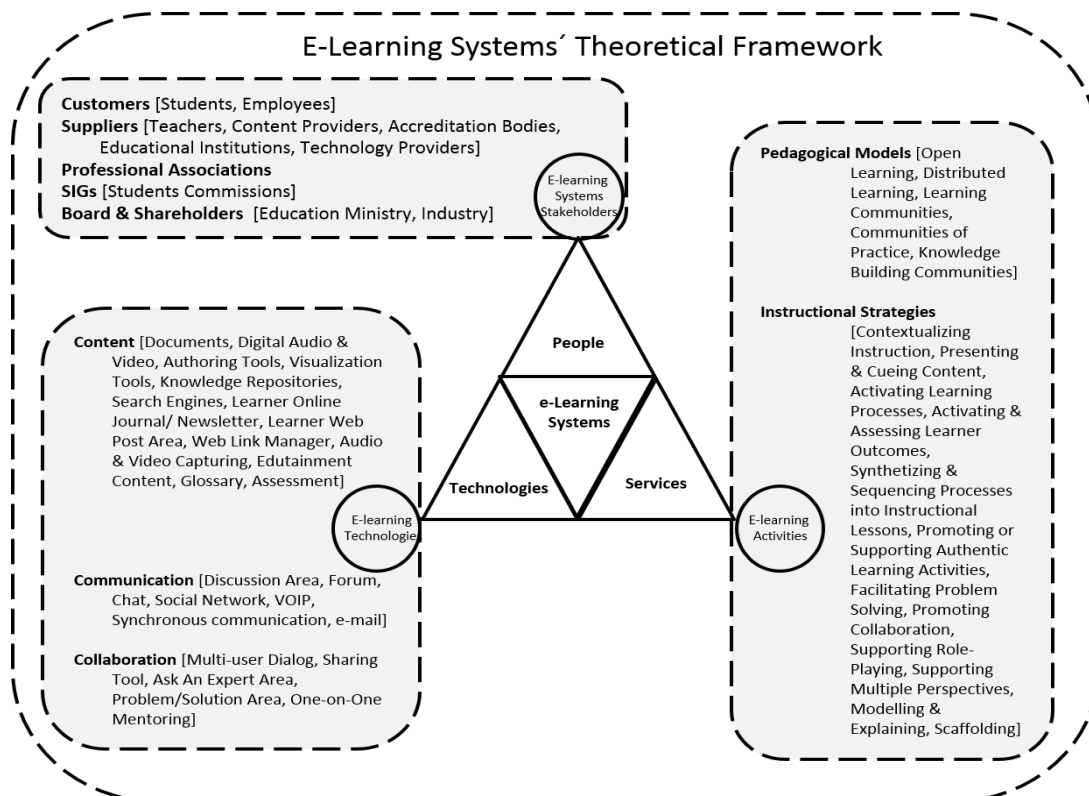 E-Learning Systems´ Theoretical Framework
Customers [Students, Employees]
Suppliers [Teachers, Content Providers, Accreditation Bodies,
Educational Institutions, Technology Providers]
Professional Associations
SIGs [Students Commissions]
Board & Shareholders [Education Ministry, Industry]
E-learning
Systems
Stakeholders
Pedagogical Models [Open
Learning, Distributed
Learning, Learning
Communities,
Communities of
Practice, Knowledge
Building Communities]
Instructional Strategies
[Contextualizing
Instruction, Presenting
& Cueing Content,
Activating Learning
Processes, Activating &
Assessing Learner
Outcomes,
Synthetizing &
Sequencing Processes
into Instructional
Lessons, Promoting or
Supporting Authentic
Learning Activities,
Facilitating Problem
Solving, Promoting
Collaboration,
Supporting Role-
Playing, Supporting
Multiple Perspectives,
Modelling &
Explaining, Scaffolding]
Content [Documents, Digital Audio &
Video, Authoring Tools, Visualization
Tools, Knowledge Repositories,
Search Engines, Learner Online
Journal/ Newsletter, Learner Web
Post Area, Web Link Manager, Audio
& Video Capturing, Edutainment
Content, Glossary, Assessment]
Communication [Discussion Area, Forum,
Chat, Social Network, VOIP,
Synchronous communication, e-mail]
Collaboration [Multi-user Dialog, Sharing
Tool, Ask An Expert Area,
Problem/Solution Area, One-on-One
Mentoring]
People
e-Learning
Systems
Technologies
Services
E-learning
Technologie
E-learning
Activities